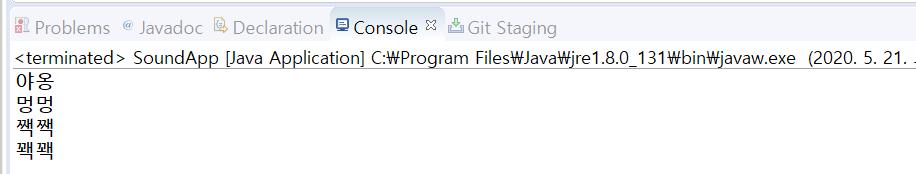 Problems @ Javadoc Declaration Console Git Staging
<terminated> SoundApp [Java Application] C:₩Program Files₩Java₩jre1.8.0_131₩bin₩javaw.exe (2020. 5. 21. .
야옹
멍멍
짹짹
꽥꽥